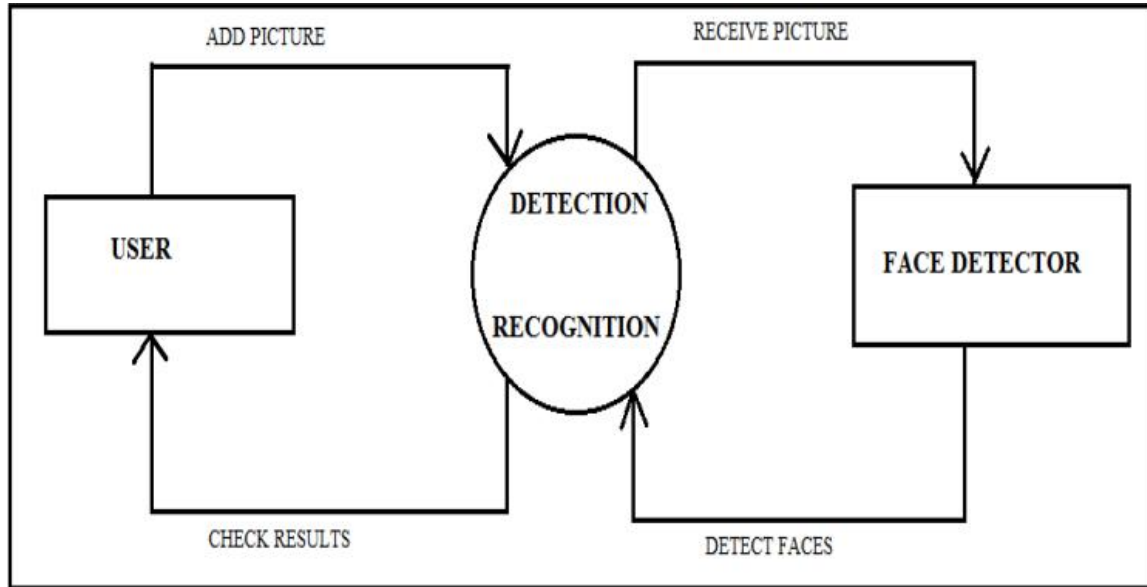 ADD PICTURE
RECEIVE PICTURE
DETECTION
USER
FACE DETECTOR
RECOGNITION
CHECK RESULTS
DETECT FACES